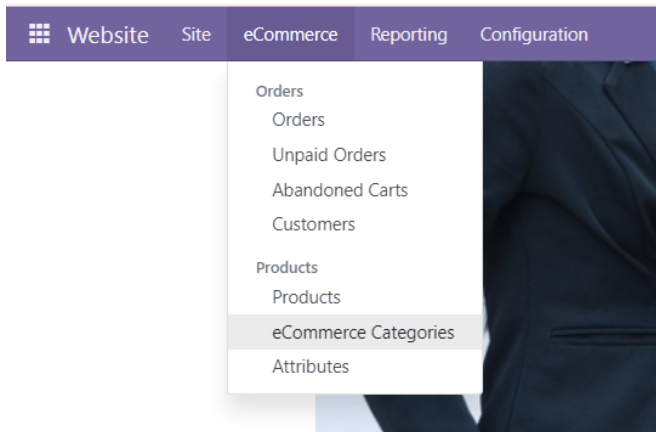 Website Site eCommerce Reporting Configuration
Orders
Orders
Unpaid Orders
Abandoned Carts
Customers
Products
Products
eCommerce Categories
Attributes